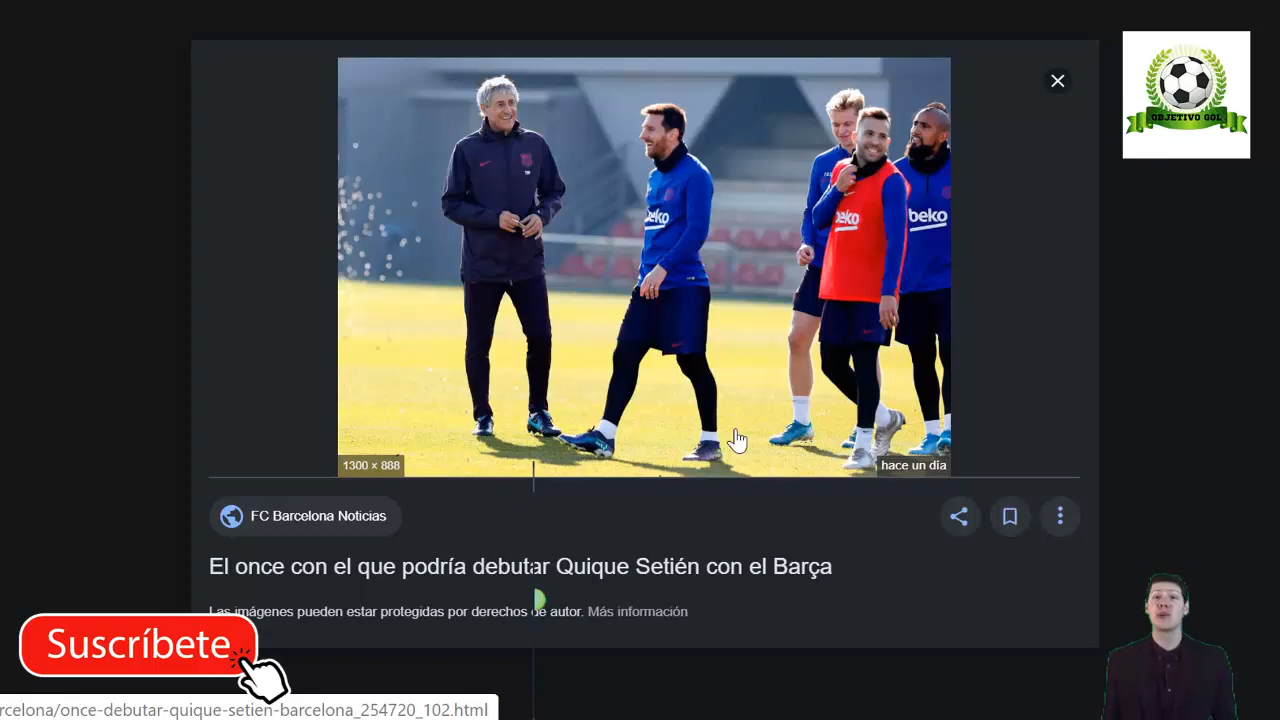 OBJETIVO GOL
beko
beko
beko
1300 × 888
hace un día
FC Barcelona Noticias
El once con el que podría debutar Quique Setién con el Barça
Las imágenes pueden estar protegidas por derechos de autor. Más información
Suscríbete
rcelona/once-debutar-quique-setien-barcelona_254720_102.html